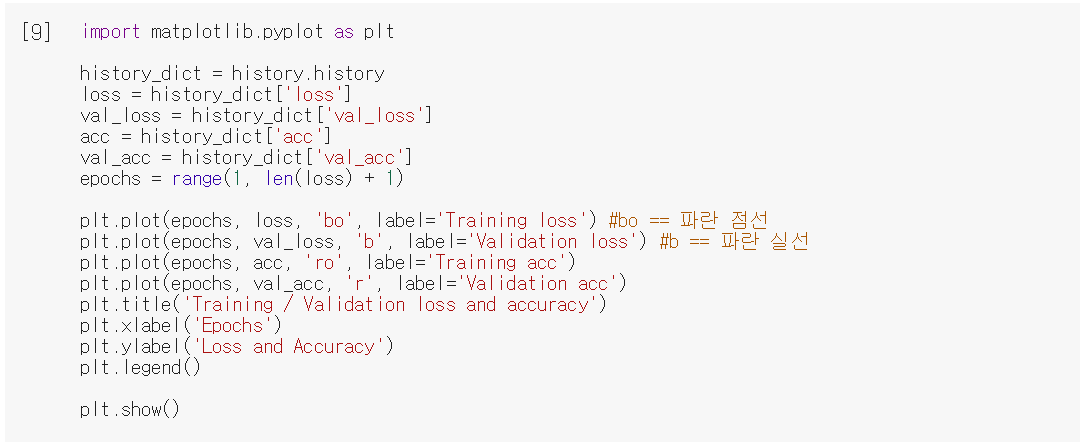 [9] import matplotlib.pyplot as plt
history_dict = history.history
loss = history_dict['loss']
val_loss = history_dict['val_loss']
acc = history_dict['acc']
val_acc = history_dict['val_acc']
epochs = range(1, len(loss) + 1)
plt.plot(epochs, loss, 'bo', label='Training loss') #bo == 파란 점선
plt.plot(epochs, val_loss, 'b', label='Validation loss') #b == 파란 실선
plt.plot(epochs, acc, 'ro', label='Training acc')
plt.plot(epochs, val_acc, 'r', label='Validation acc')
plt.title('Training / Validation loss and accuracy')
plt.xlabel('Epochs')
plt.ylabel('Loss and Accuracy')
plt.legend()
plt.show()